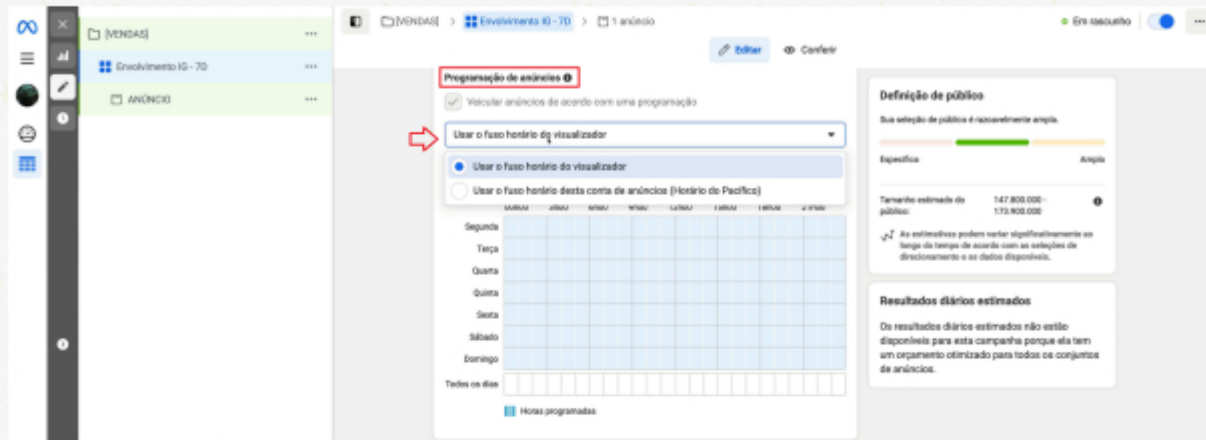 [VENDAS]
Envolvimento IG - 7D
ANÚNCIO
[VENDAS] > Envolvimento IG - 7D > 1 anúncio
Em rascunho
Editar
Conferir
Programação de anúncios
Veicular anúncios de acordo com uma programação
Usar o fuso horário do visualizador
Usar o fuso horário do visualizador
Usar o fuso horário desta conta de anúncios (Horário do Pacífico)
Segunda
Terça
Quarta
Quinta
Sexta
Sábado
Domingo
Todos os dias
Horas programadas
Definição de público
Sua seleção de público é razoavelmente ampla.
Específica
Ampla
Tamanho estimado do público: 147.800.000 - 173.900.000
As estimativas podem variar significativamente ao
longo do tempo de acordo com as seleções de
direcionamento e os dados disponíveis.
Resultados diários estimados
Os resultados diários estimados não estão
disponíveis para esta campanha porque ela tem
um orçamento otimizado para todos os conjuntos
de anúncios.